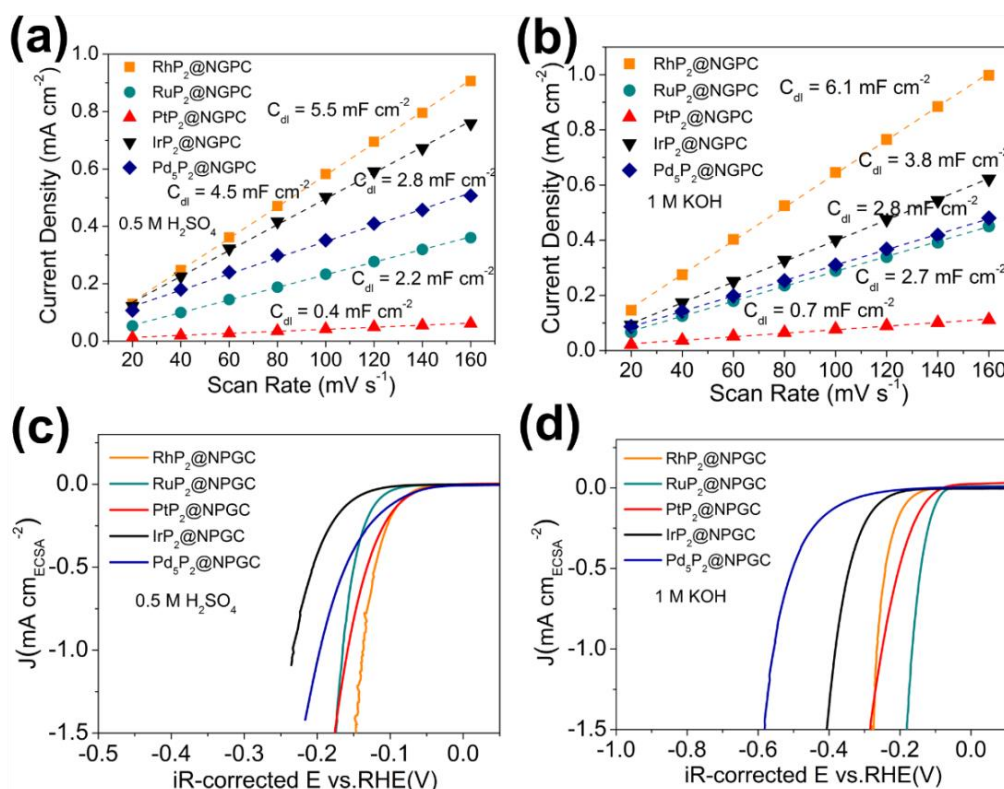 (a)
RhP2@NGPC
RuP2@NGPC
PtP2@NGPC
IrP2@NGPC
Pd5P2@NGPC
0.5 M H2SO4
Cdl = 5.5 mF cm-2
Cdl = 4.5 mF cm-2
Cdl = 2.8 mF cm-2
Cdl = 2.2 mF cm-2
Cdl = 0.4 mF cm-2
Current Density (mA cm-2)
1.0
0.8
0.6
0.4
0.2
0.0
20 40 60 80 100 120 140 160
Scan Rate (mV s-1)
(b)
RhP2@NGPC
RuP2@NGPC
PtP2@NGPC
IrP2@NGPC
Pd5P2@NGPC
1 M KOH
Cdl = 6.1 mF cm-2
Cdl = 3.8 mF cm-2
Cdl = 2.8 mF cm-2
Cdl = 2.7 mF cm-2
Cdl = 0.7 mF cm-2
Current Density (mA cm-2)
1.0
0.8
0.6
0.4
0.2
0.0
20 40 60 80 100 120 140 160
Scan Rate (mV s-1)
(c)
RhP2@NPGC
RuP2@NPGC
PtP2@NPGC
IrP2@NPGC
Pd5P2@NPGC
0.5 M H2SO4
J(mA cmECSA-2)
0.0
-0.5
-1.0
-1.5
-0.5 -0.4 -0.3 -0.2 -0.1 0.0
iR-corrected E vs.RHE(V)
(d)
RhP2@NPGC
RuP2@NPGC
PtP2@NPGC
IrP2@NPGC
Pd5P2@NPGC
1 M KOH
J(mA cmECSA-2)
0.0
-0.5
-1.0
-1.5
-0.8 -0.6 -0.4 -0.2 0.0
iR-corrected E vs.RHE(V)